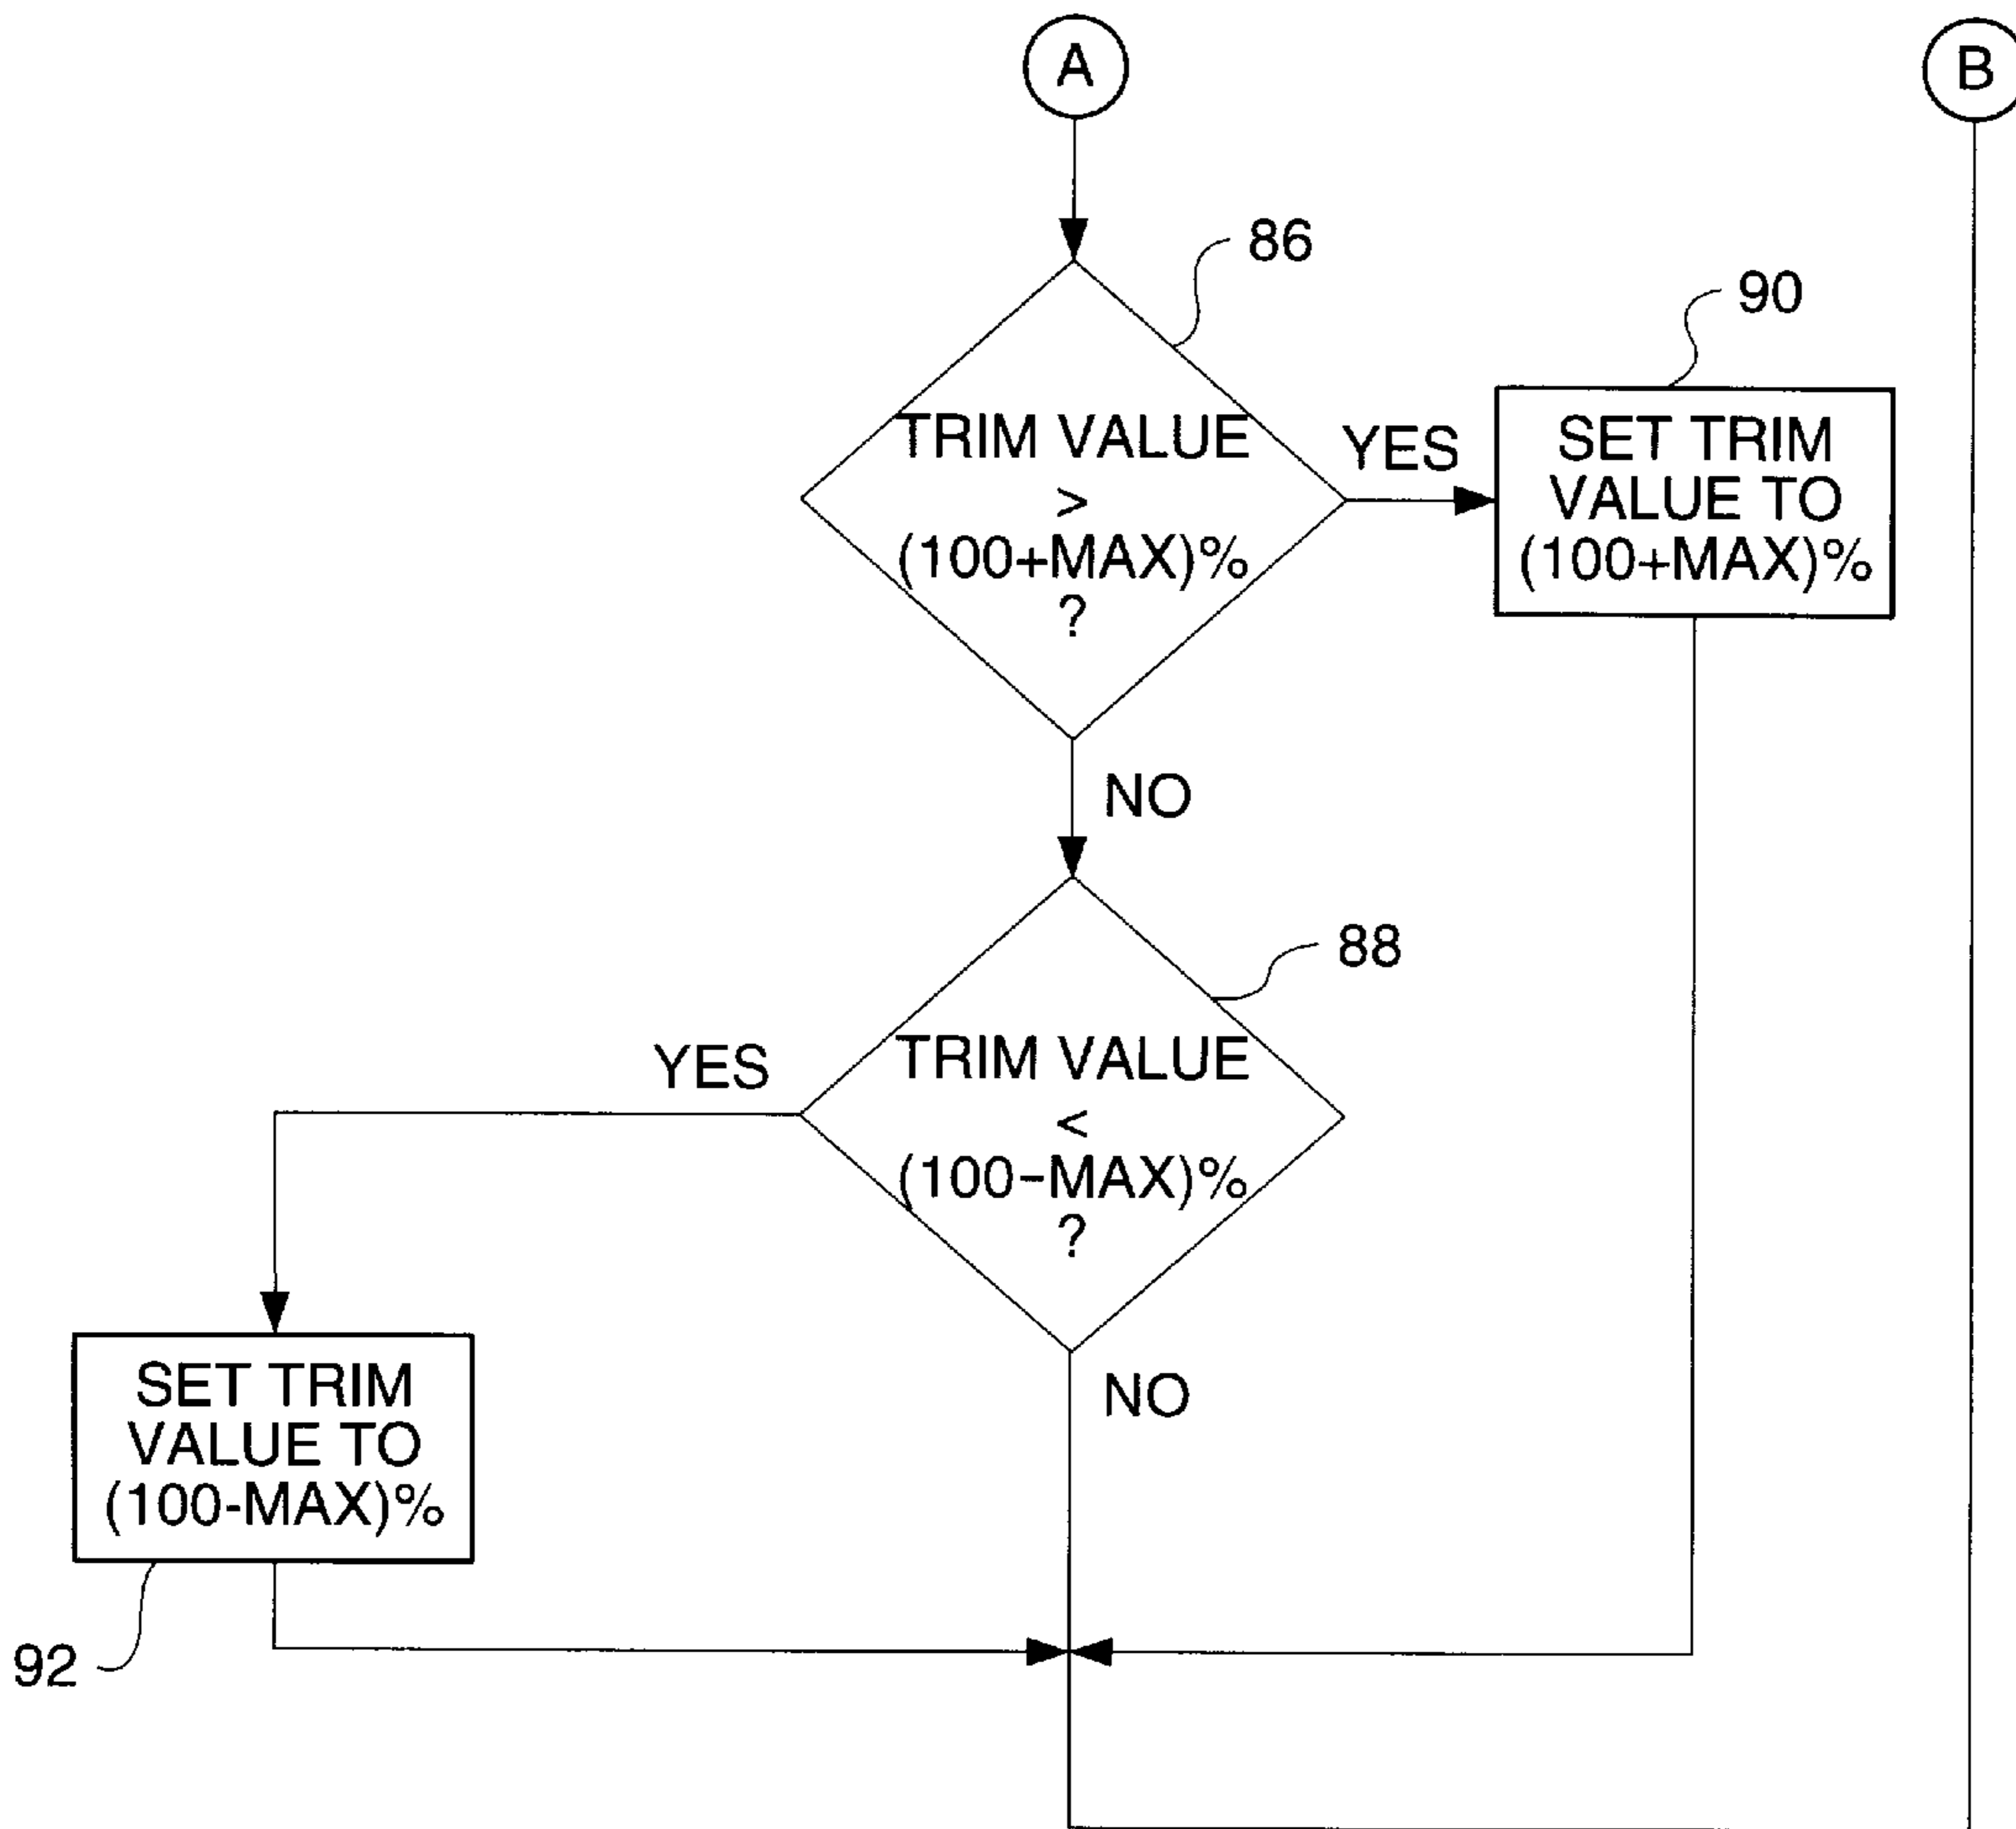 A
B
86
90
TRIM VALUE
>
(100+MAX)%
?
YES
SET TRIM
VALUE TO
(100+MAX)%
NO
88
YES
TRIM VALUE
<
(100-MAX)%
?
SET TRIM
VALUE TO
(100-MAX)%
NO
92